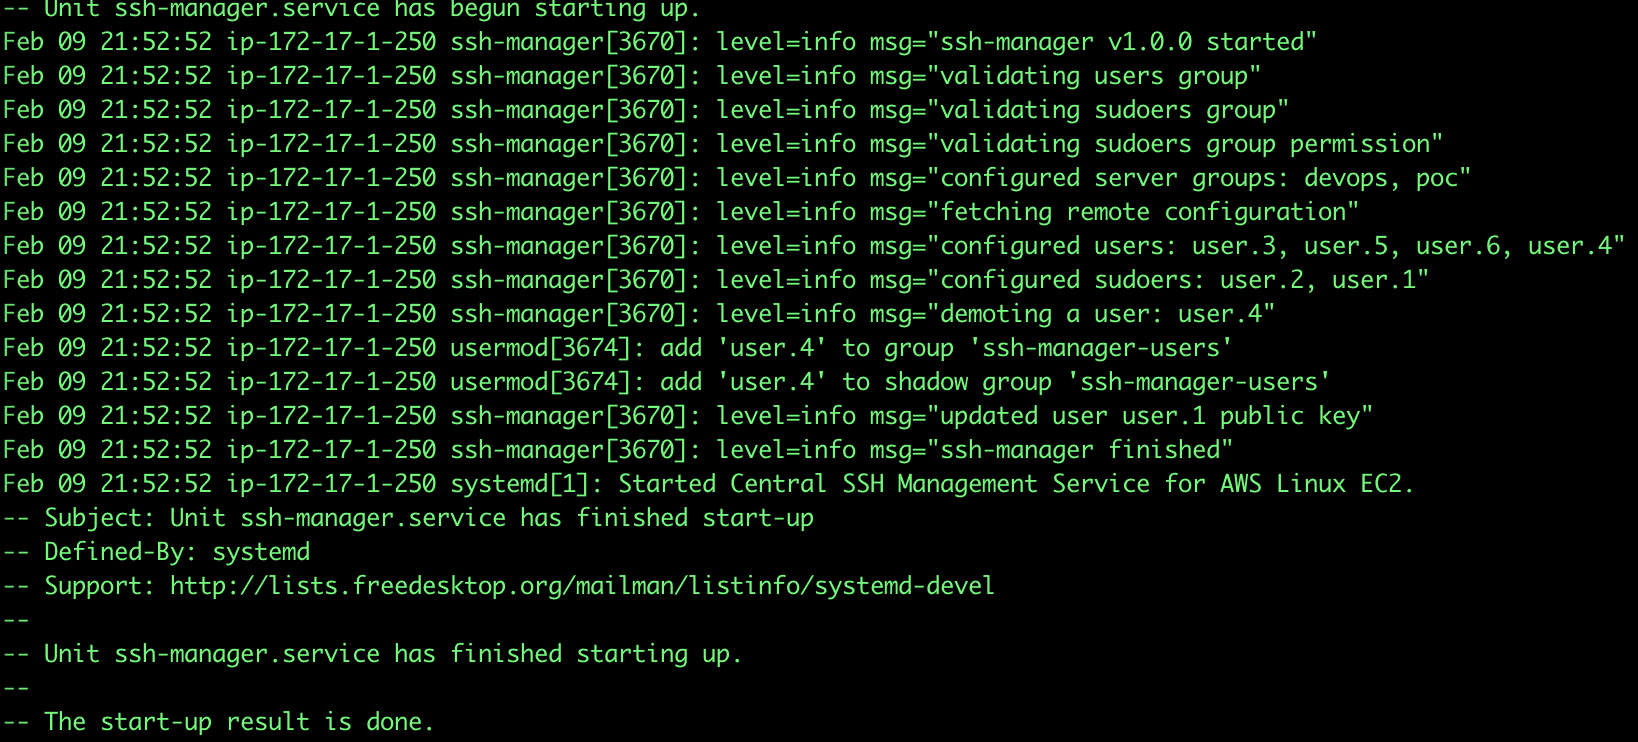 -- Unit ssh-manager.service has begun starting up.
Feb 09 21:52:52 ip-172-17-1-250 ssh-manager[3670]: level=info msg="ssh-manager v1.0.0 started"
Feb 09 21:52:52 ip-172-17-1-250 ssh-manager[3670]: level=info msg="validating users group"
Feb 09 21:52:52 ip-172-17-1-250 ssh-manager[3670]: level=info msg="validating sudoers group"
Feb 09 21:52:52 ip-172-17-1-250 ssh-manager[3670]: level=info msg="validating sudoers group permission"
Feb 09 21:52:52 ip-172-17-1-250 ssh-manager[3670]: level=info msg="configured server groups: devops, poc"
Feb 09 21:52:52 ip-172-17-1-250 ssh-manager[3670]: level=info msg="fetching remote configuration"
Feb 09 21:52:52 ip-172-17-1-250 ssh-manager[3670]: level=info msg="configured users: user.3, user.5, user.6, user.4"
Feb 09 21:52:52 ip-172-17-1-250 ssh-manager[3670]: level=info msg="configured sudoers: user.2, user.1"
Feb 09 21:52:52 ip-172-17-1-250 ssh-manager[3670]: level=info msg="demoting a user: user.4"
Feb 09 21:52:52 ip-172-17-1-250 usermod[3674]: add 'user.4' to group 'ssh-manager-users'
Feb 09 21:52:52 ip-172-17-1-250 usermod[3674]: add 'user.4' to shadow group 'ssh-manager-users'
Feb 09 21:52:52 ip-172-17-1-250 ssh-manager[3670]: level=info msg="updated user user.1 public key"
Feb 09 21:52:52 ip-172-17-1-250 ssh-manager[3670]: level=info msg="ssh-manager finished"
Feb 09 21:52:52 ip-172-17-1-250 systemd[1]: Started Central SSH Management Service for AWS Linux EC2.
-- Subject: Unit ssh-manager.service has finished start-up
-- Defined-By: systemd
-- Support: http://lists.freedesktop.org/mailman/listinfo/systemd-devel
--
-- Unit ssh-manager.service has finished starting up.
--
-- The start-up result is done.